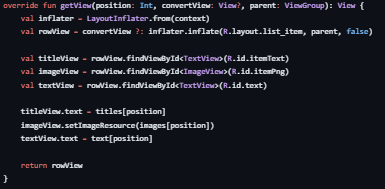 override fun getView(position: Int, convertView: View?, parent: ViewGroup): View {
    val inflater = LayoutInflater.from(context)
    val rowView = convertView ?: inflater.inflate(R.layout.list_item, parent, false)

    val titleView = rowView.findViewById<TextView>(R.id.itemText)
    val imageView = rowView.findViewById<ImageView>(R.id.itemPng)
    val textView = rowView.findViewById<TextView>(R.id.text)

    titleView.text = titles[position]
    imageView.setImageResource(images[position])
    textView.text = text[position]

    return rowView
}